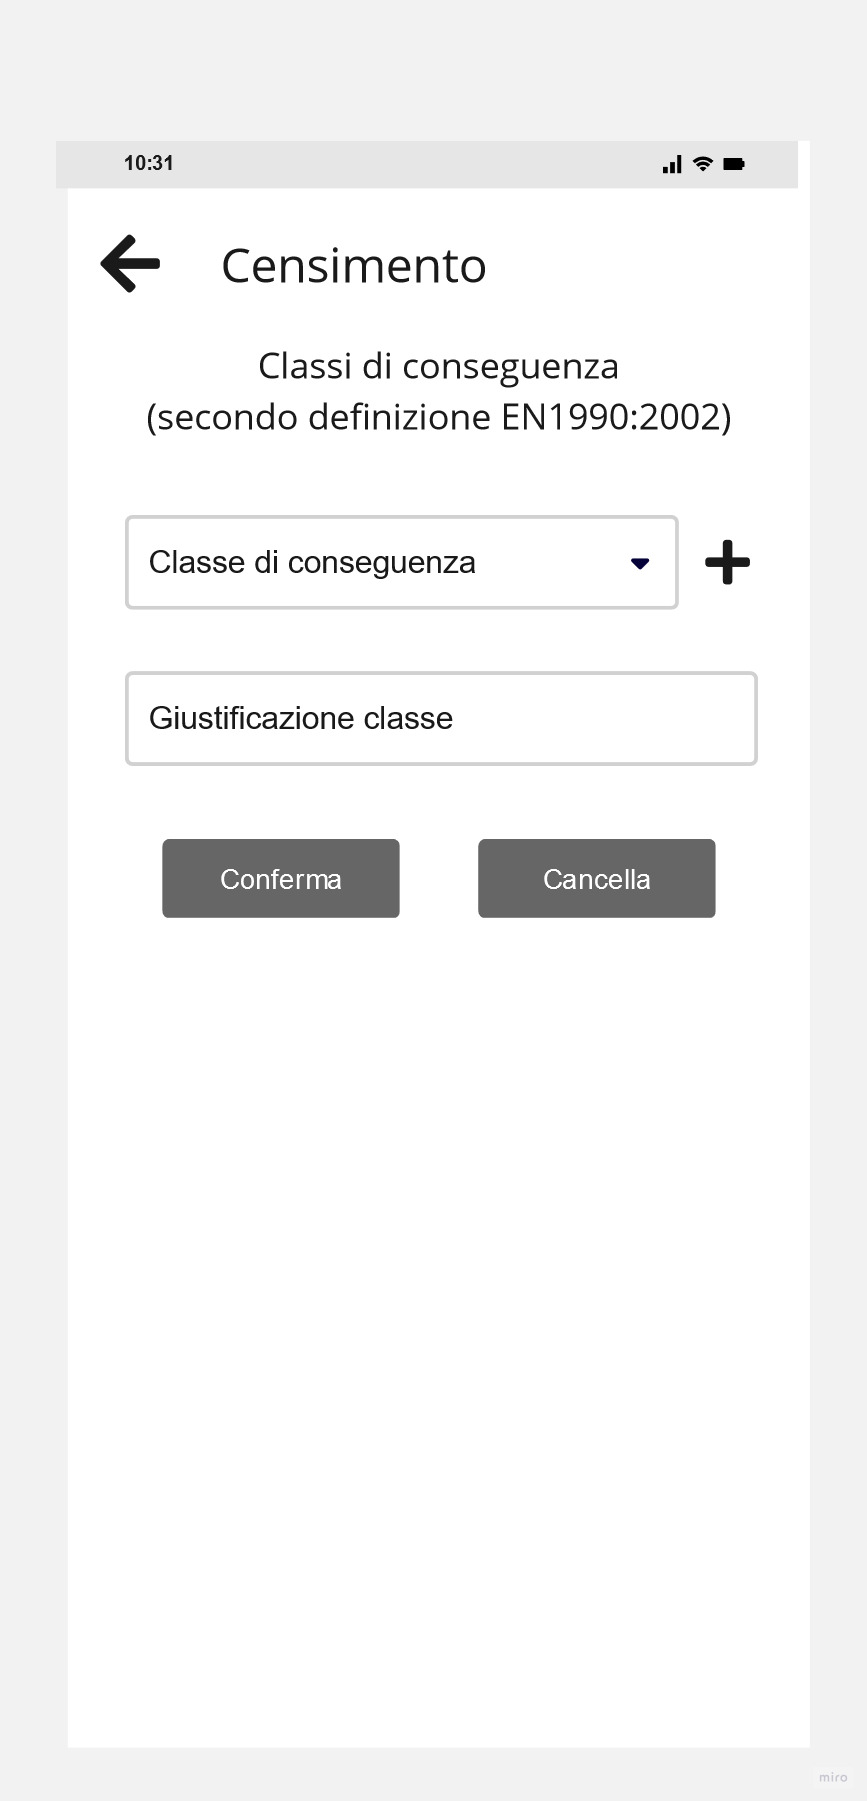 10:31
Censimento
Classi di conseguenza
(secondo definizione EN1990:2002)
Classe di conseguenza
Giustificazione classe
Conferma
Cancella
miro